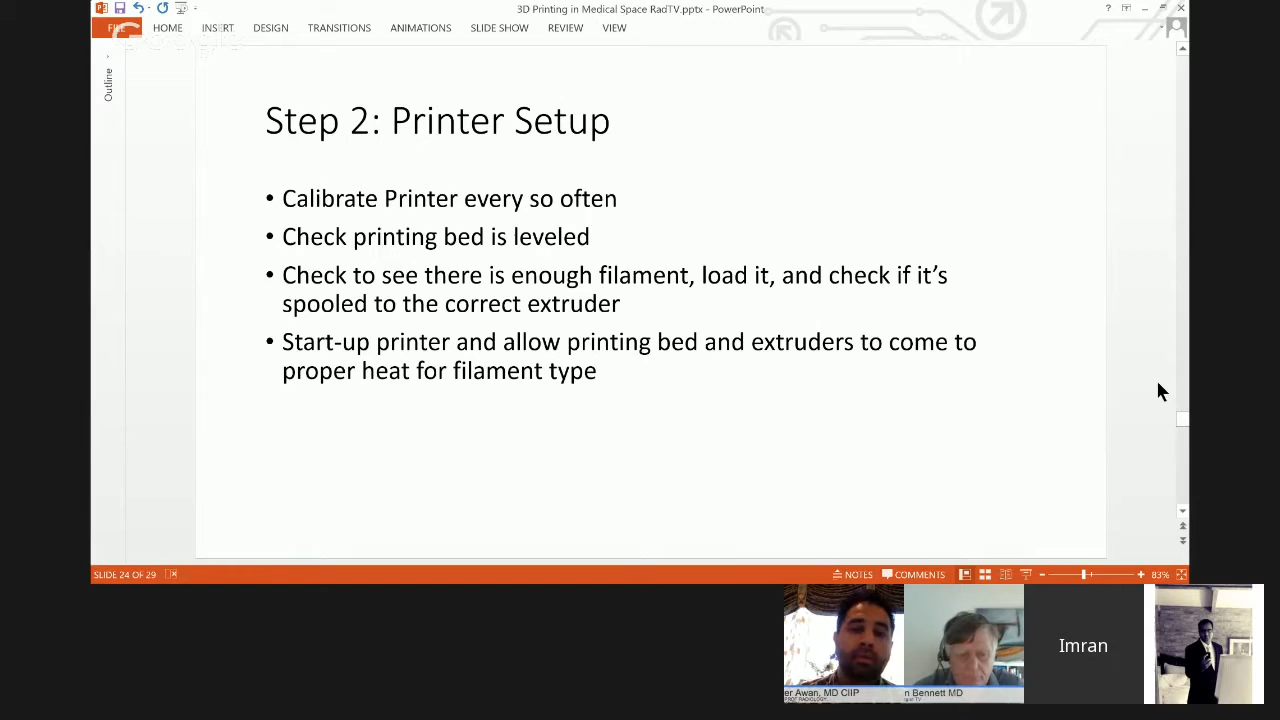 3D Printing in Medical Space RadTV.pptx - PowerPoint
?
FILE HOME INSERT DESIGN TRANSITIONS ANIMATIONS SLIDE SHOW REVIEW VIEW
Google
Outline
Step 2: Printer Setup
• Calibrate Printer every so often
• Check printing bed is leveled
• Check to see there is enough filament, load it, and check if it’s
spooled to the correct extruder
• Start-up printer and allow printing bed and extruders to come to
proper heat for filament type
SLIDE 24 OF 29 NOTES COMMENTS 83%
er Awan, MD CIIP
n Bennett MD
Imran